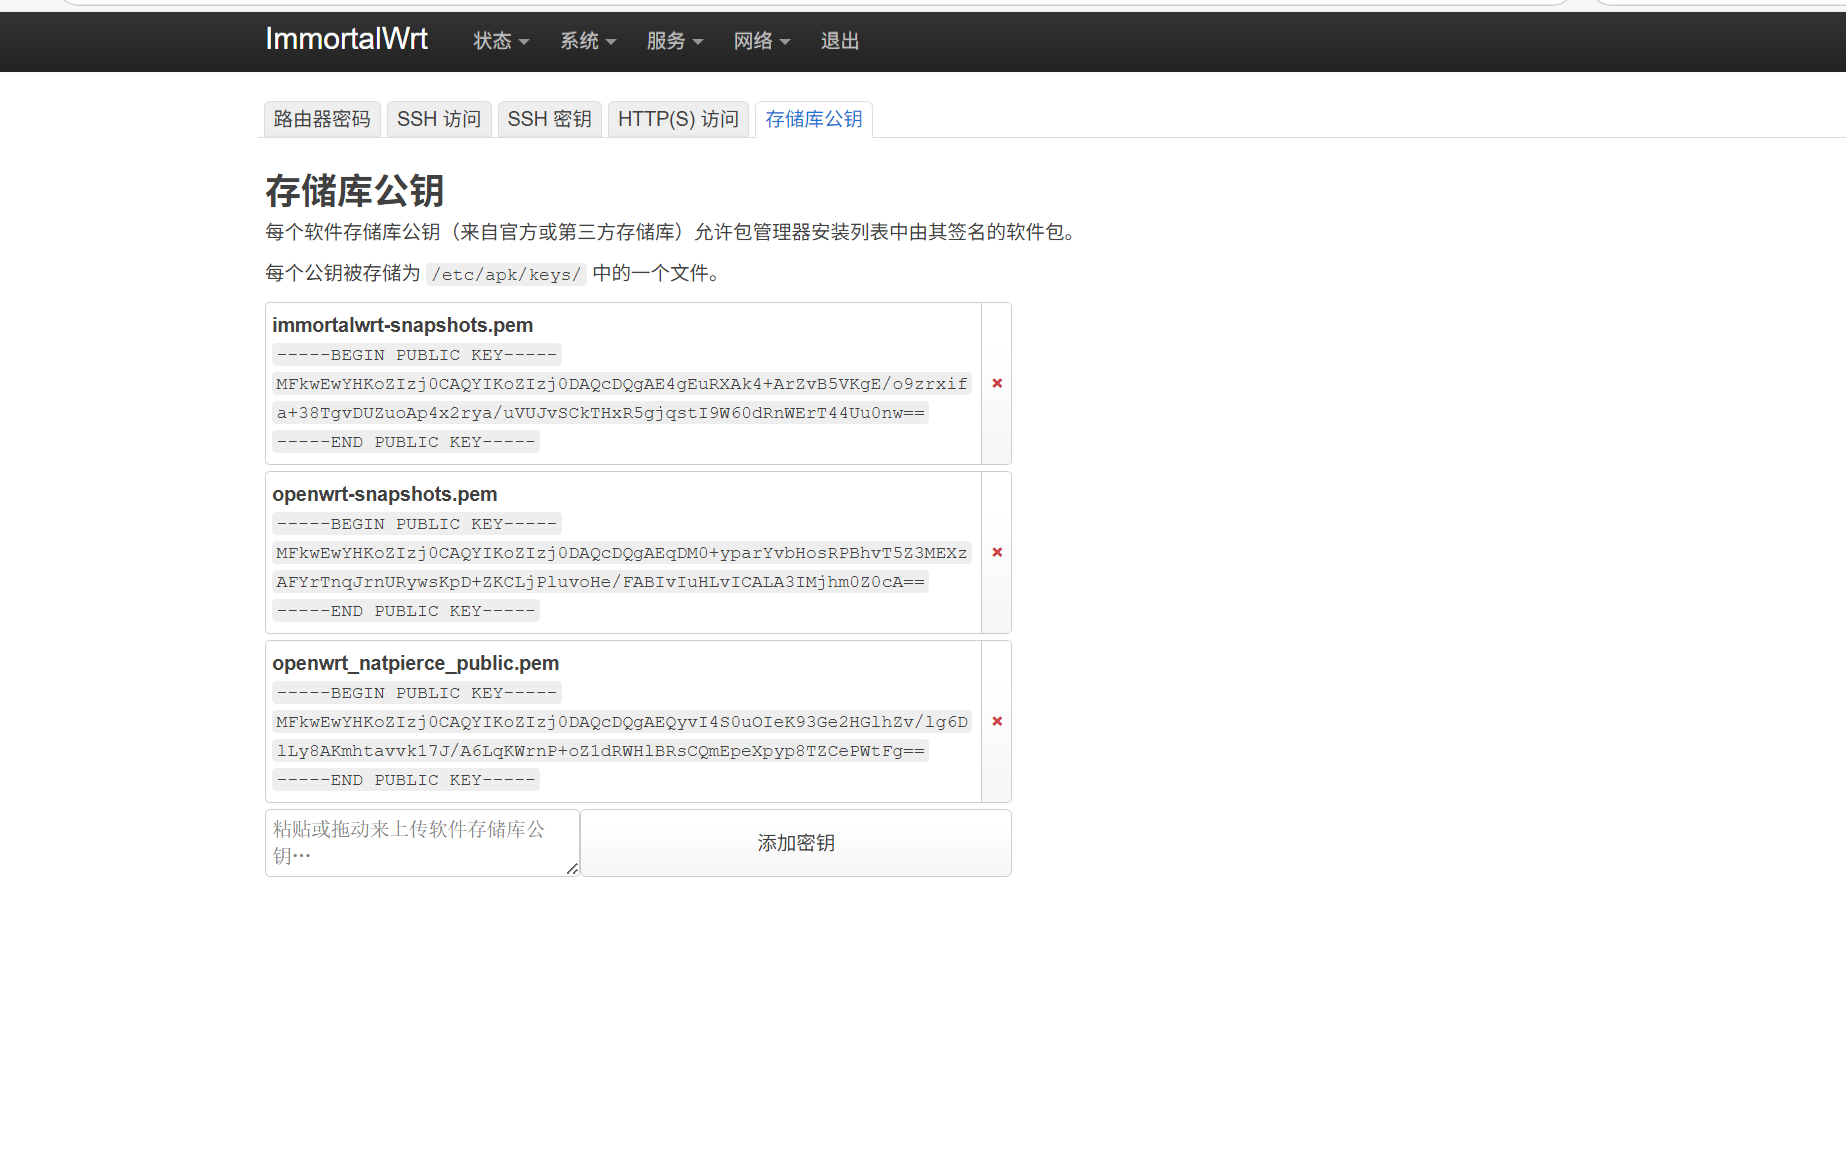 ImmortalWrt 状态 系统 服务 网络 退出
路由器密码 SSH 访问 SSH 密钥 HTTP(S) 访问 存储库公钥
存储库公钥
每个软件存储库公钥（来自官方或第三方存储库）允许包管理器安装列表中由其签名的软件包。
每个公钥被存储为 /etc/apk/keys/ 中的一个文件。
immortalwrt-snapshots.pem
-----BEGIN PUBLIC KEY-----
MFkwEwYHKoZIzj0CAQYIKoZIzj0DAQcDQgAE4gEuRXAk4+ArZvB5VKgE/o9zrxif
a+38TgvDUZuoAp4x2rya/uVUJvSCkTHxR5gjqstI9W60dRnWErT44Uu0nw==
-----END PUBLIC KEY-----
openwrt-snapshots.pem
-----BEGIN PUBLIC KEY-----
MFkwEwYHKoZIzj0CAQYIKoZIzj0DAQcDQgAEqDM0+yparYvbHosRPBhvT5Z3MEXz
AFYrTnqJrnURywsKpD+ZKCLjPluvoHe/FABIvIuHLvICALA3IMjhm0Z0cA==
-----END PUBLIC KEY-----
openwrt_natpierce_public.pem
-----BEGIN PUBLIC KEY-----
MFkwEwYHKoZIzj0CAQYIKoZIzj0DAQcDQgAEQyvI4S0uOIeK93Ge2HGlhZv/lg6D
lLy8AKmhtavvk17J/A6LqKWrnP+oZ1dRWHlBRsCQmEpeXpyp8TZCePWtFg==
-----END PUBLIC KEY-----
粘贴或拖动来上传软件存储库公
钥…
添加密钥